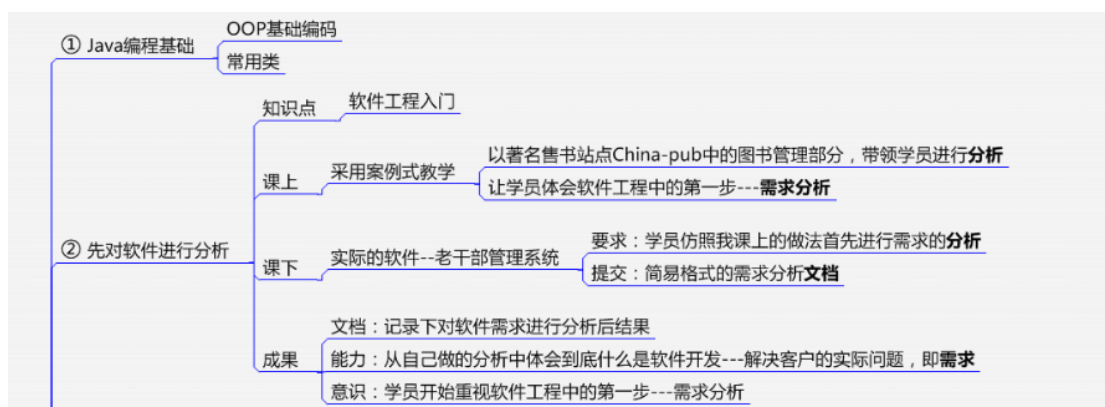 ① Java编程基础
OOP基础编码
常用类
② 先对软件进行分析
知识点
软件工程入门
课上
采用案例式教学
以著名售书站点China-pub中的图书管理部分，带领学员进行分析
让学员体会软件工程中的第一步---需求分析
课下
实际的软件--老干部管理系统
要求：学员仿照我课上的做法首先进行需求的分析
提交：简易格式的需求分析文档
成果
文档：记录下对软件需求进行分析后结果
能力：从自己做的分析中体会到底什么是软件开发---解决客户的实际问题，即需求
意识：学员开始重视软件工程中的第一步---需求分析